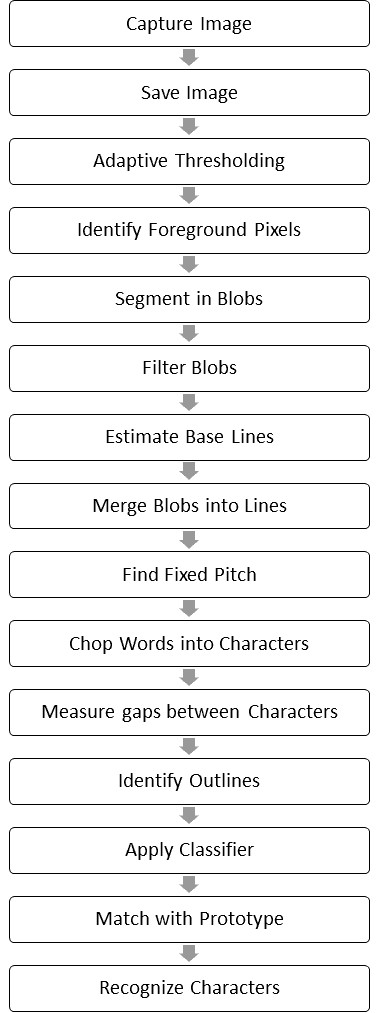 Capture Image
Save Image
Adaptive Thresholding
Identify Foreground Pixels
Segment in Blobs
Filter Blobs
Estimate Base Lines
Merge Blobs into Lines
Find Fixed Pitch
Chop Words into Characters
Measure gaps between Characters
Identify Outlines
Apply Classifier
Match with Prototype
Recognize Characters